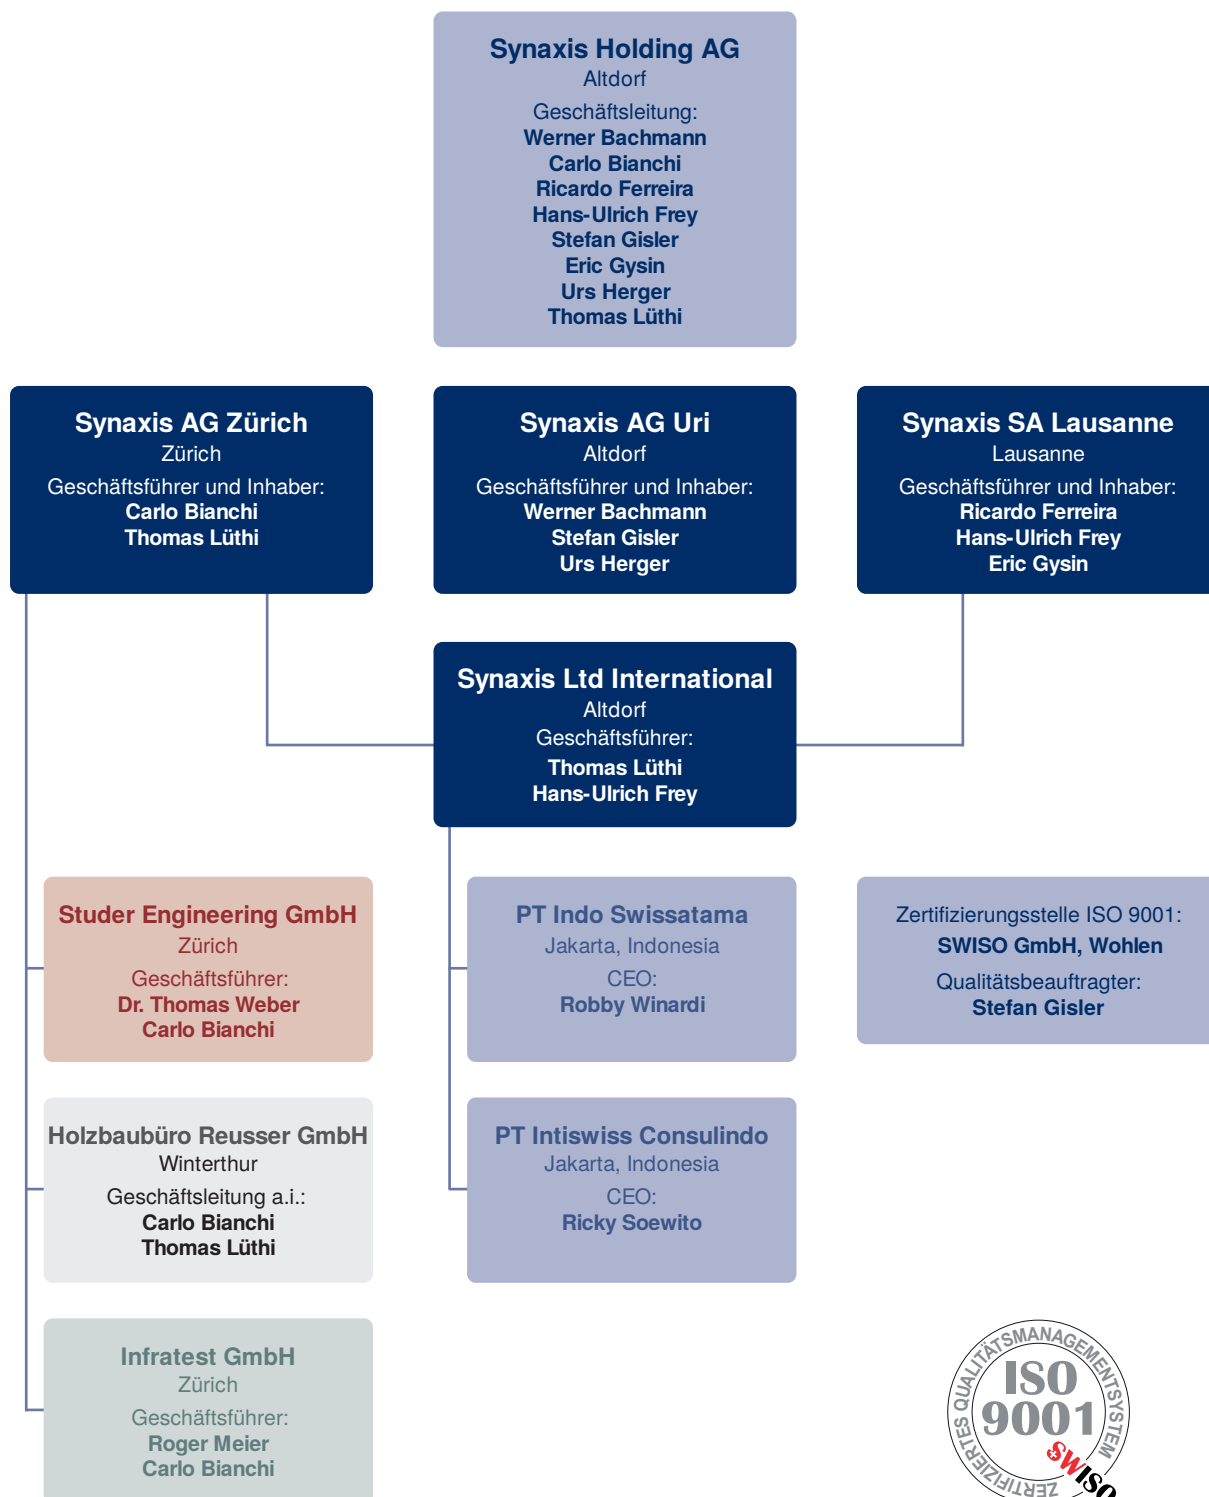 Synaxis Holding AG
Altdorf
Geschäftsleitung:
Werner Bachmann
Carlo Bianchi
Ricardo Ferreira
Hans-Ulrich Frey
Stefan Gisler
Eric Gysin
Urs Herger
Thomas Lüthi
Synaxis AG Zürich
Zürich
Geschäftsführer und Inhaber:
Carlo Bianchi
Thomas Lüthi
Synaxis AG Uri
Altdorf
Geschäftsführer und Inhaber:
Werner Bachmann
Stefan Gisler
Urs Herger
Synaxis SA Lausanne
Lausanne
Geschäftsführer und Inhaber:
Ricardo Ferreira
Hans-Ulrich Frey
Eric Gysin
Synaxis Ltd International
Altdorf
Geschäftsführer:
Thomas Lüthi
Hans-Ulrich Frey
Studer Engineering GmbH
Zürich
Geschäftsführer:
Dr. Thomas Weber
Carlo Bianchi
PT Indo Swissatama
Jakarta, Indonesia
CEO:
Robby Winardi
Zertifizierungsstelle ISO 9001:
SWISO GmbH, Wohlen
Qualitätsbeauftragter:
Stefan Gisler
Holzbaubüro Reusser GmbH
Winterthur
Geschäftsleitung a.i.:
Carlo Bianchi
Thomas Lüthi
PT Intiswiss Consulindo
Jakarta, Indonesia
CEO:
Ricky Soewito
Infratest GmbH
Zürich
Geschäftsführer:
Roger Meier
Carlo Bianchi
ZERTIFIZIERTES QUALITÄTSMANAGEMENTSYSTEM
ISO
9001
SWISO